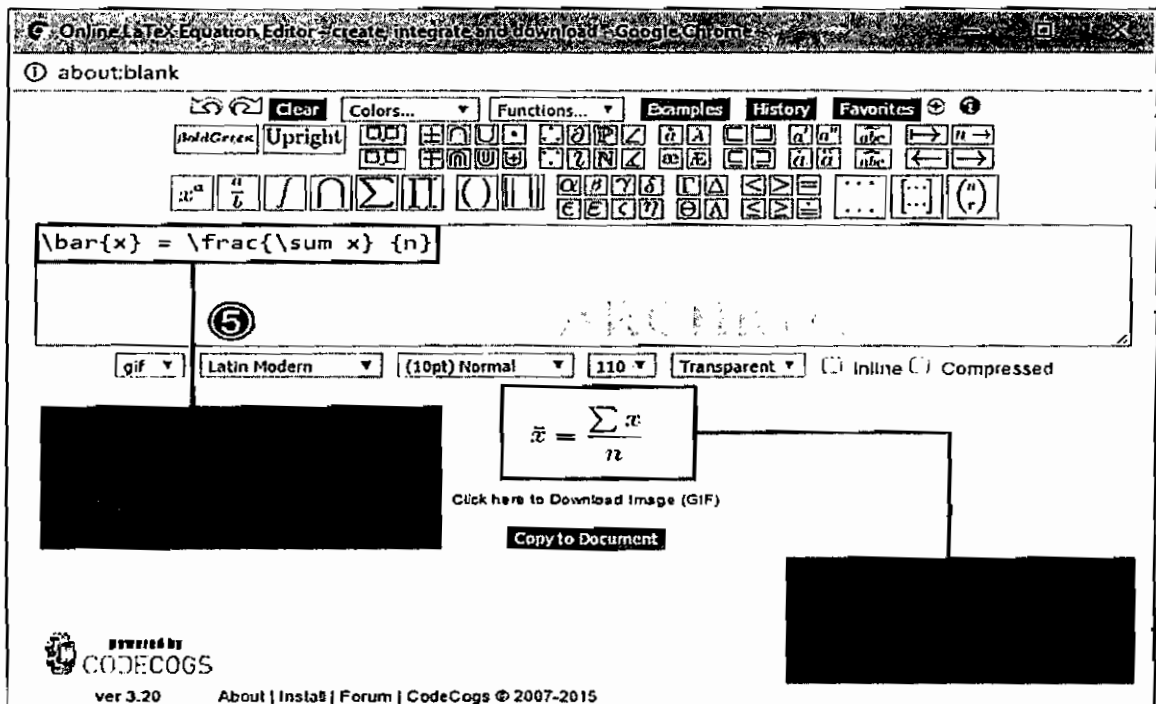 Online LaTeX Equation Editor - create, integrate and download - Google Chrome
about:blank
Clear Colors... Functions... Examples History Favorites
BoldGreek Upright
\bar{x} = \frac{\sum x} {n}
5
gif Latin Modern (10pt) Normal 110 Transparent Inline Compressed
x̄ = ∑ x / n
Click here to Download Image (GIF)
Copy to Document
powered by
CODECOGS
ver 3.20 About | Install | Forum | CodeCogs © 2007-2015